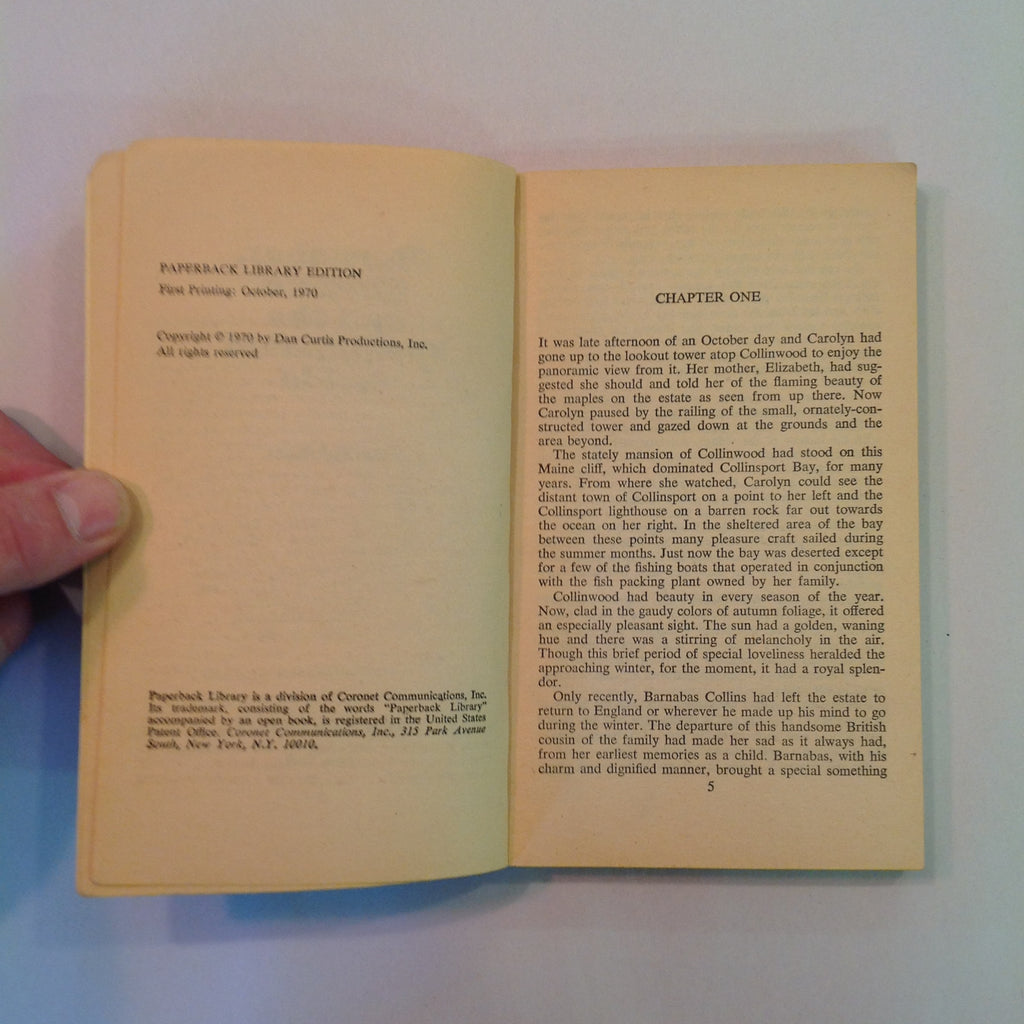 PAPERBACK LIBRARY EDITION
First Printing: October, 1970
Copyright © 1970 by Dan Curtis Productions, Inc.
All rights reserved
Paperback Library is a division of Coronet Communications, Inc.
Its trademark, consisting of the words "Paperback Library"
accompanied by an open book, is registered in the United States
Patent Office. Coronet Communications, Inc., 315 Park Avenue
South, New York, N.Y. 10010.
CHAPTER ONE
It was late afternoon of an October day and Carolyn had
gone up to the lookout tower atop Collinwood to enjoy the
panoramic view from it. Her mother, Elizabeth, had sug-
gested she should and told her of the flaming beauty of
the maples on the estate as seen from up there. Now
Carolyn paused by the railing of the small, ornately-con-
structed tower and gazed down at the grounds and the
area beyond.
The stately mansion of Collinwood had stood on this
Maine cliff, which dominated Collinsport Bay, for many
years. From where she watched, Carolyn could see the
distant town of Collinsport on a point to her left and the
Collinsport lighthouse on a barren rock far out towards
the ocean on her right. In the sheltered area of the bay
between these points many pleasure craft sailed during
the summer months. Just now the bay was deserted except
for a few of the fishing boats that operated in conjunction
with the fish packing plant owned by her family.
Collinwood had beauty in every season of the year.
Now, clad in the gaudy colors of autumn foliage, it offered
an especially pleasant sight. The sun had a golden, waning
hue and there was a stirring of melancholy in the air.
Though this brief period of special loveliness heralded the
approaching winter, for the moment, it had a royal splen-
dor.
Only recently, Barnabas Collins had left the estate to
return to England or wherever he made up his mind to go
during the winter. The departure of this handsome British
cousin of the family had made her sad as it always had,
from her earliest memories as a child. Barnabas, with his
charm and dignified manner, brought a special something
5